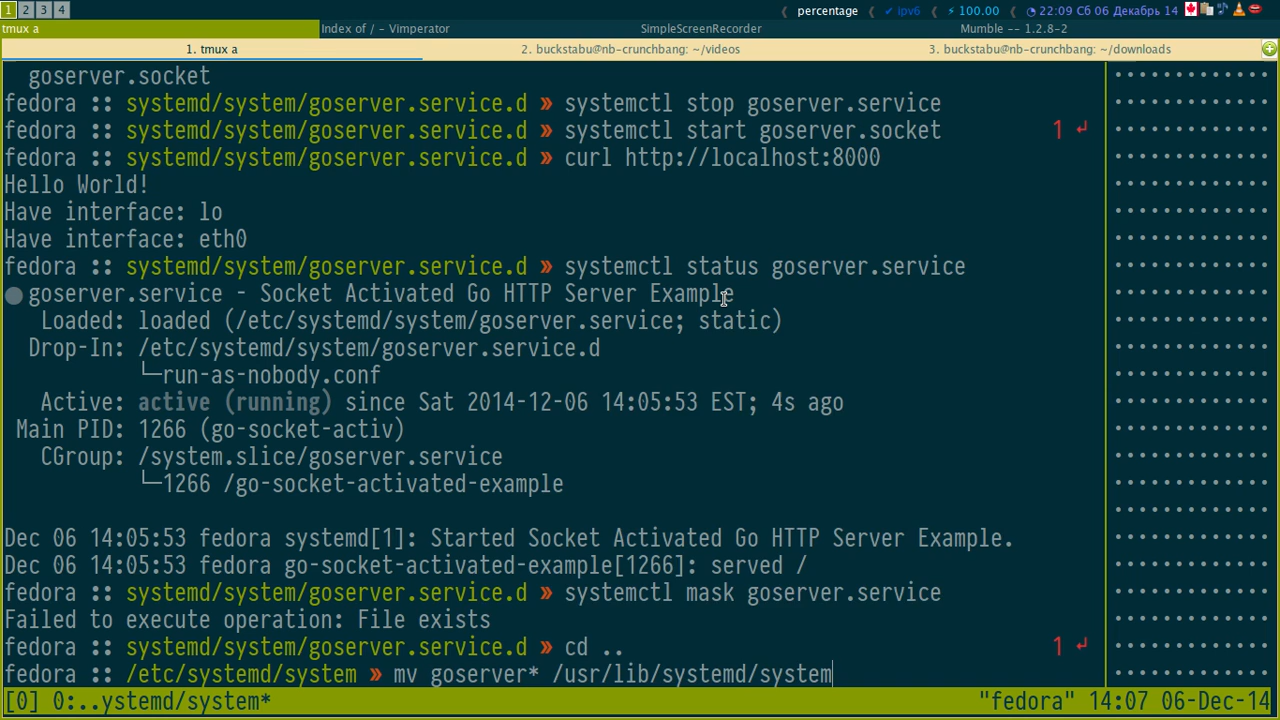 1 2 3 4 percentage ipv6 100.00 22:09 Сб 06 Декабрь 14
tmux a Index of / - Vimperator SimpleScreenRecorder Mumble -- 1.2.8-2
1. tmux a 2. buckstabu@nb-crunchbang: ~/videos 3. buckstabu@nb-crunchbang: ~/downloads
goserver.socket
fedora :: systemd/system/goserver.service.d » systemctl stop goserver.service
fedora :: systemd/system/goserver.service.d » systemctl start goserver.socket 1 ↵
fedora :: systemd/system/goserver.service.d » curl http://localhost:8000
Hello World!
Have interface: lo
Have interface: eth0
fedora :: systemd/system/goserver.service.d » systemctl status goserver.service
● goserver.service - Socket Activated Go HTTP Server Example
Loaded: loaded (/etc/systemd/system/goserver.service; static)
Drop-In: /etc/systemd/system/goserver.service.d
└─run-as-nobody.conf
Active: active (running) since Sat 2014-12-06 14:05:53 EST; 4s ago
Main PID: 1266 (go-socket-activ)
CGroup: /system.slice/goserver.service
└─1266 /go-socket-activated-example
Dec 06 14:05:53 fedora systemd[1]: Started Socket Activated Go HTTP Server Example.
Dec 06 14:05:53 fedora go-socket-activated-example[1266]: served /
fedora :: systemd/system/goserver.service.d » systemctl mask goserver.service
Failed to execute operation: File exists
fedora :: systemd/system/goserver.service.d » cd .. 1 ↵
fedora :: /etc/systemd/system » mv goserver* /usr/lib/systemd/system
[0] 0:..ystemd/system* "fedora" 14:07 06-Dec-14